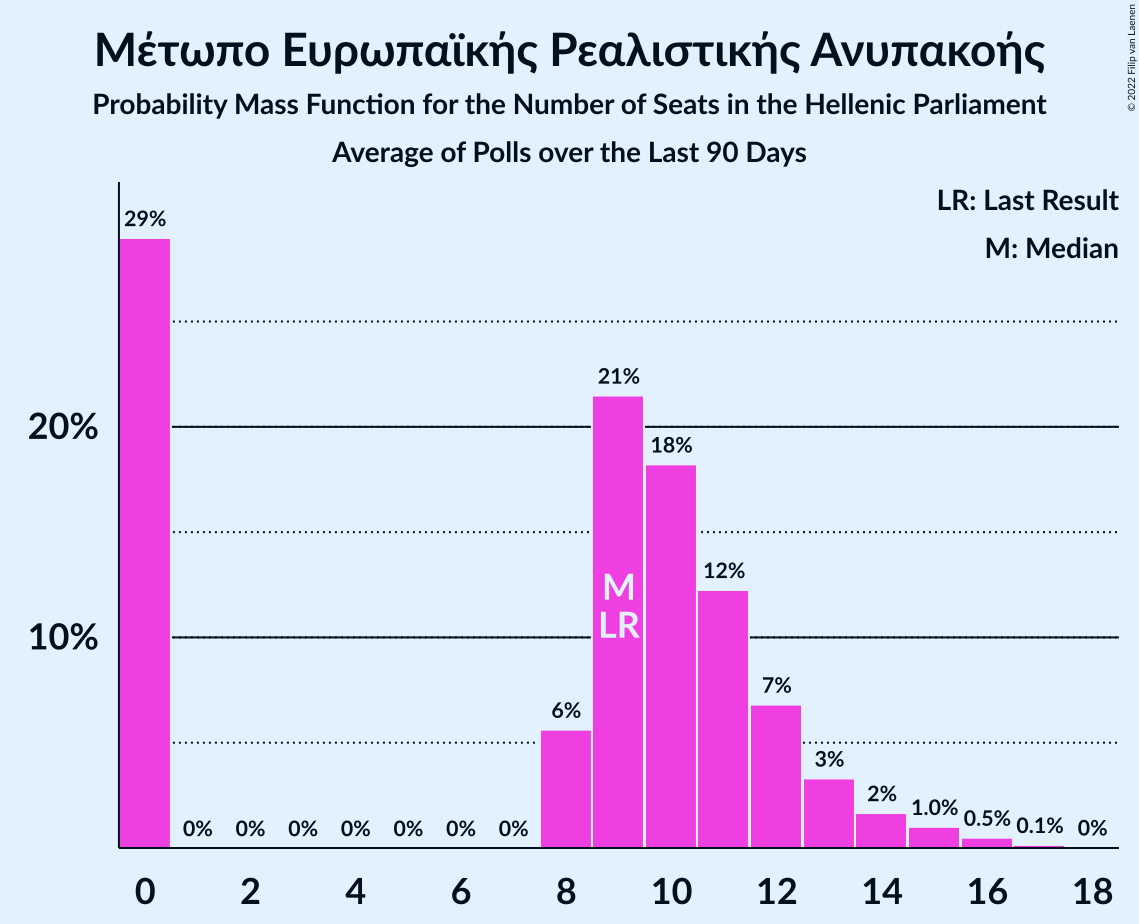 Μέτωπο Ευρωπαϊκής Ρεαλιστικής Ανυπακοής
Probability Mass Function for the Number of Seats in the Hellenic Parliament
Average of Polls over the Last 90 Days
© 2022 Filip van Laenen
LR: Last Result
M: Median
29%
21%
20%
18%
12%
M
LR
10%
7%
6%
3%
2%
1.0%
0.5%
0.1%
0%
0%
0%
0%
0%
0%
0%
0%
0 2 4 6 8 10 12 14 16 18